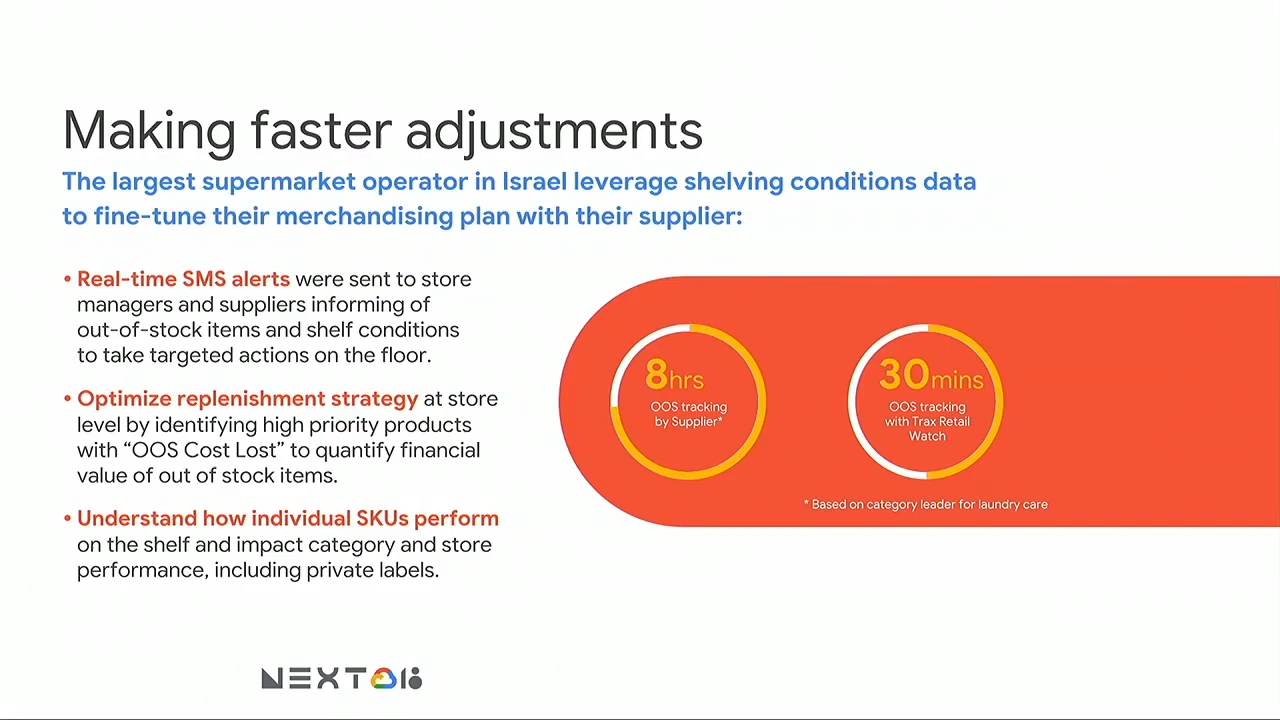 Making faster adjustments
The largest supermarket operator in Israel leverage shelving conditions data
to fine-tune their merchandising plan with their supplier:
• Real-time SMS alerts were sent to store
managers and suppliers informing of
out-of-stock items and shelf conditions
to take targeted actions on the floor.
• Optimize replenishment strategy at store
level by identifying high priority products
with “OOS Cost Lost” to quantify financial
value of out of stock items.
• Understand how individual SKUs perform
on the shelf and impact category and store
performance, including private labels.
8hrs
OOS tracking
by Supplier*
30mins
OOS tracking
with Trax Retail
Watch
* Based on category leader for laundry care
NEXT 18